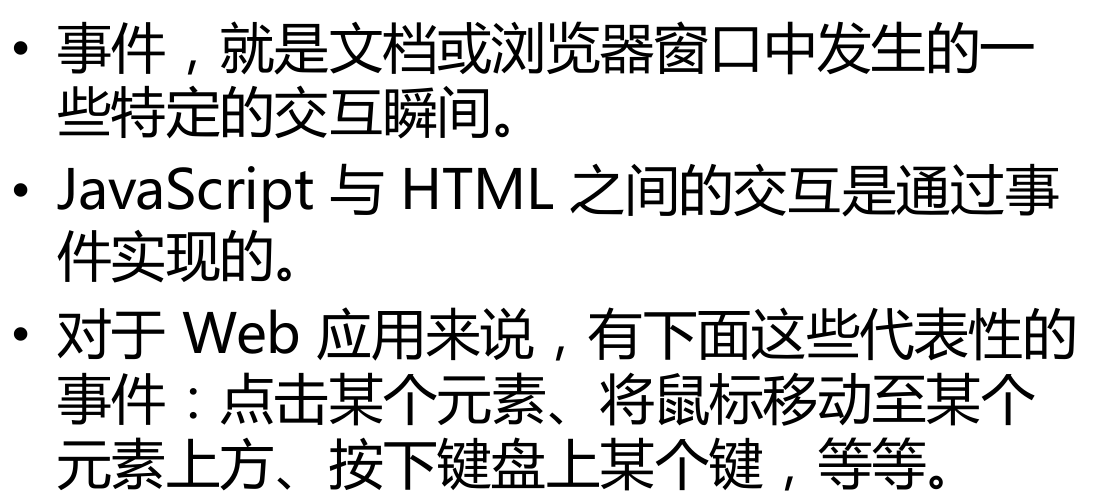 • 事件，就是文档或浏览器窗口中发生的一
些特定的交互瞬间。
• JavaScript 与 HTML 之间的交互是通过事
件实现的。
• 对于 Web 应用来说，有下面这些代表性的
事件：点击某个元素、将鼠标移动至某个
元素上方、按下键盘上某个键，等等。